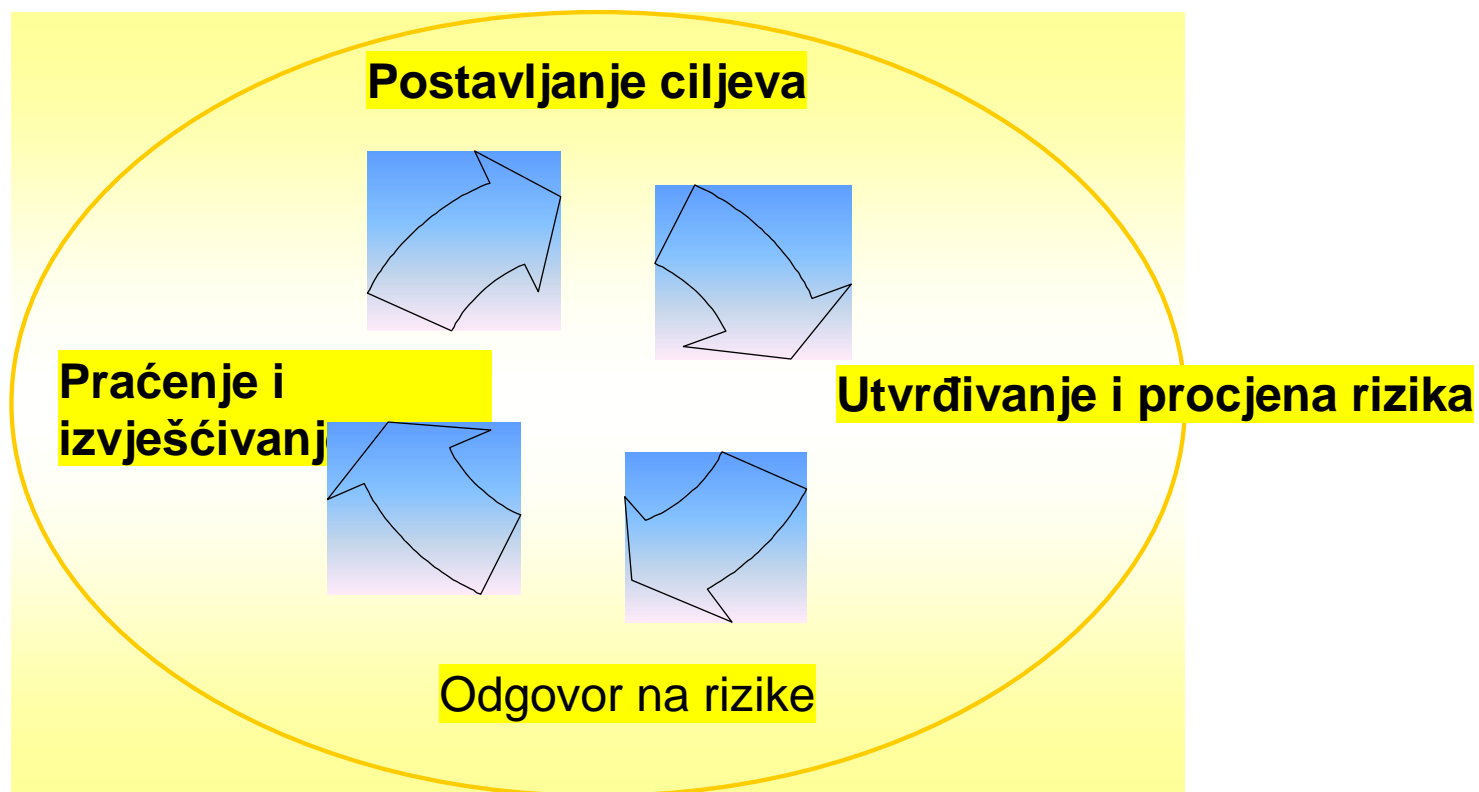 Postavljanje ciljeva
Praćenje i
izvješćivanj
Utvrđivanje i procjena rizika
Odgovor na rizike